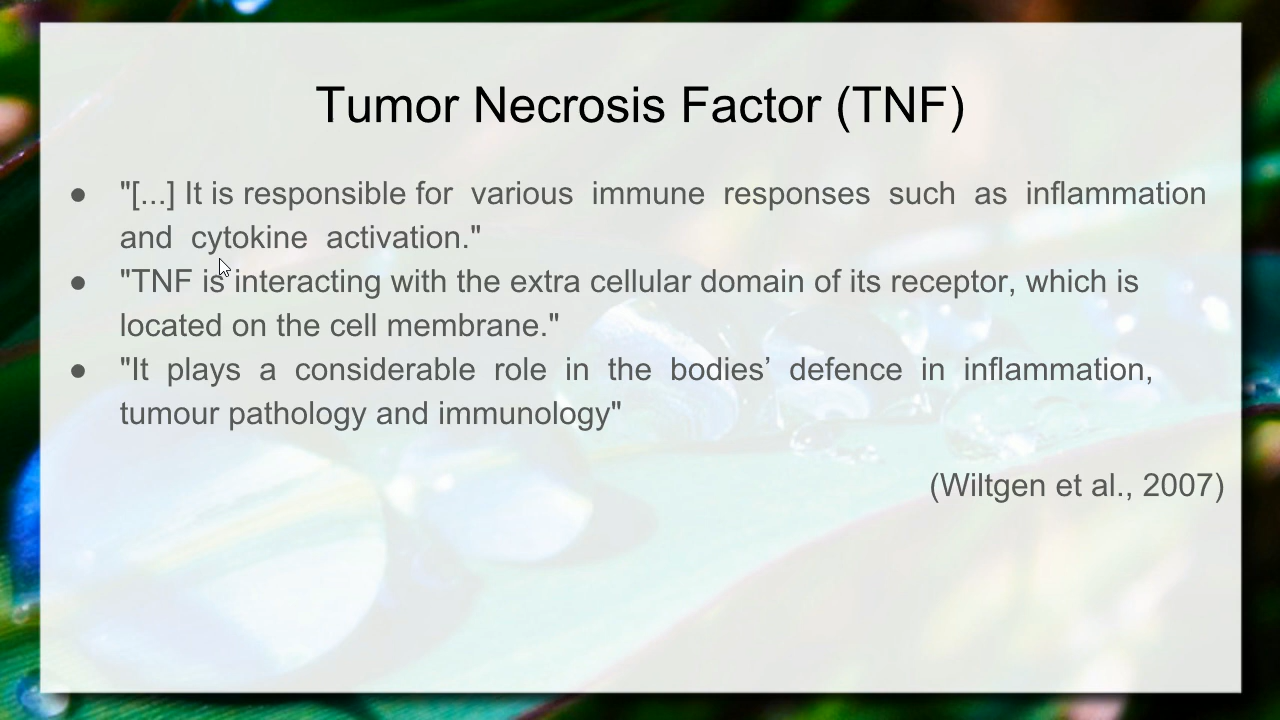 Tumor Necrosis Factor (TNF)
● "[...] It is responsible for various immune responses such as inflammation
and cytokine activation."
● "TNF is interacting with the extra cellular domain of its receptor, which is
located on the cell membrane."
● "It plays a considerable role in the bodies’ defence in inflammation,
tumour pathology and immunology"
(Wiltgen et al., 2007)